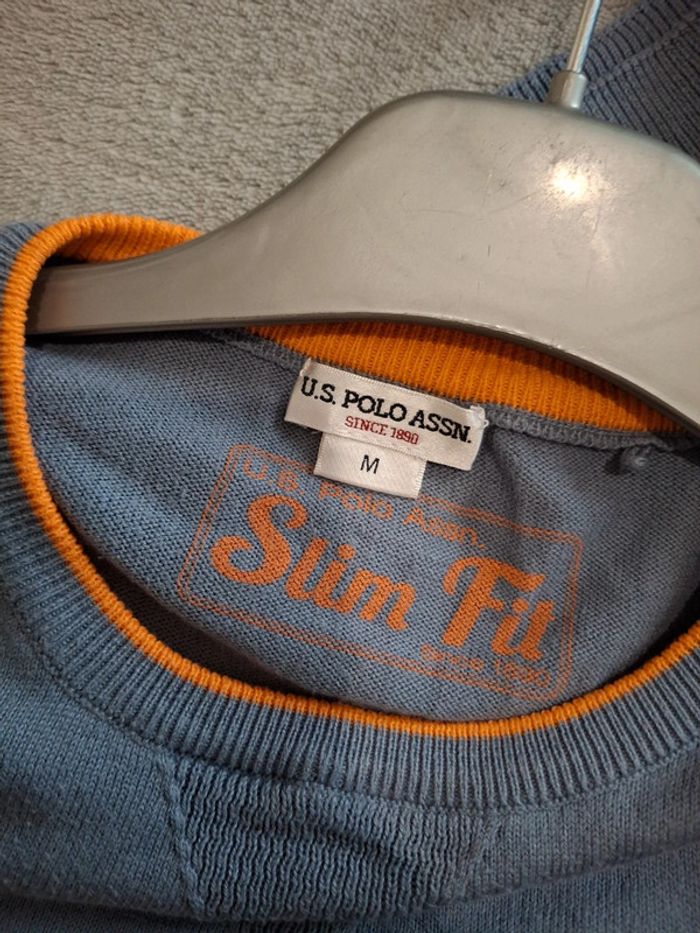 U.S. POLO ASSN.
SINCE 1890
M
U.S. Polo Assn.
Slim Fit
since 1890